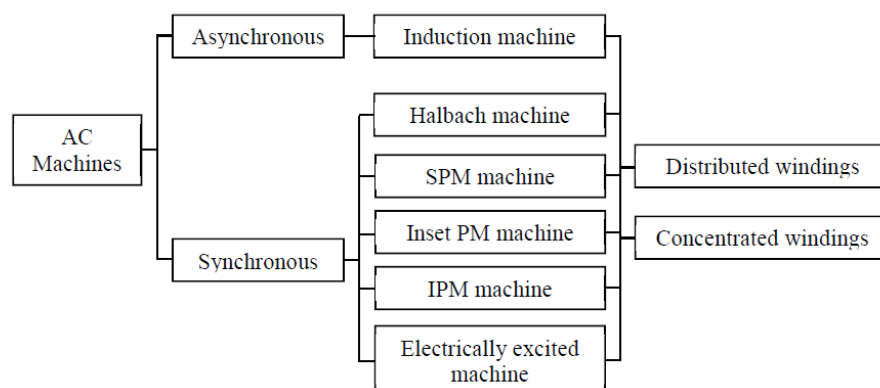 Asynchronous
Induction machine
AC
Machines
Halbach machine
SPM machine
Distributed windings
Inset PM machine
Concentrated windings
Synchronous
IPM machine
Electrically excited
machine